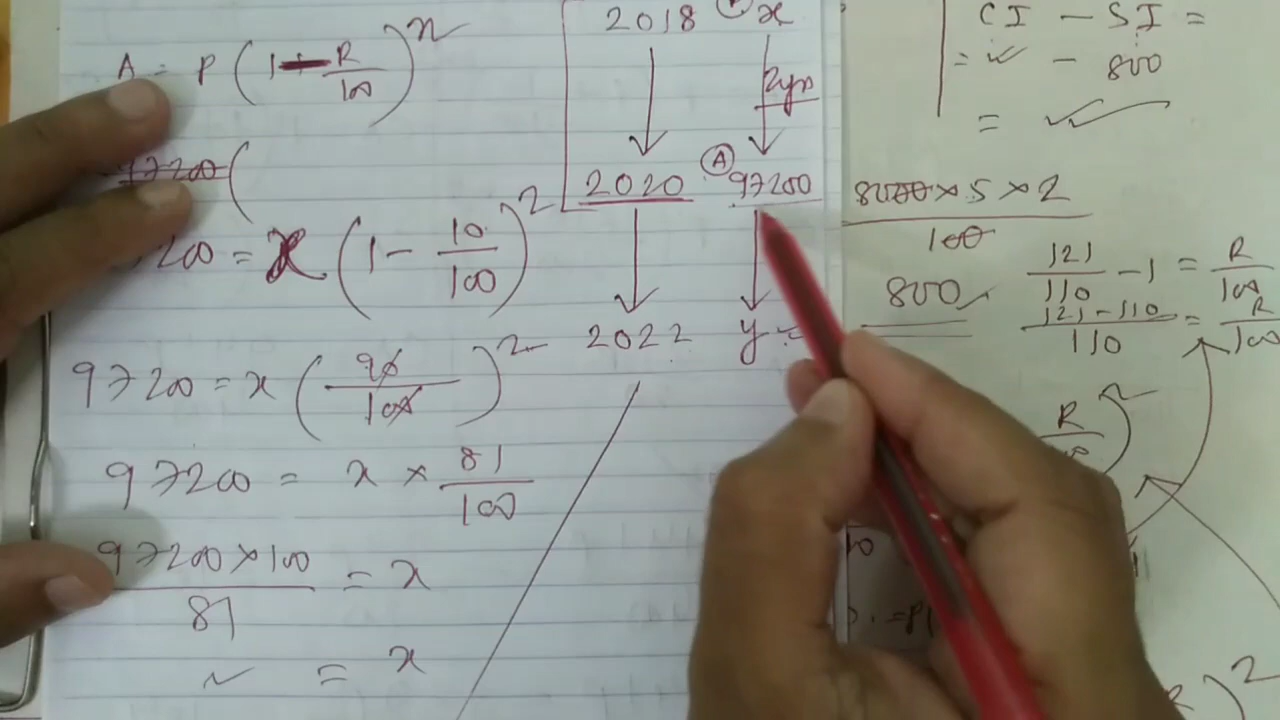 A = P (1 - R/100)^n
97200 (
200 = x (1 - 10/100)^2
97200 = x (90/100)^2
97200 = x × 81/100
97200 × 100/81 = x
✓ = x
2018 x
2yrs
2020 (A) 97200
2022 y
CI - SI =
= ✓ - 800
= ✓
8000 × 5 × 2
100
800
121/110 - 1 = R/100
121 - 110/110 = R/100
R
2